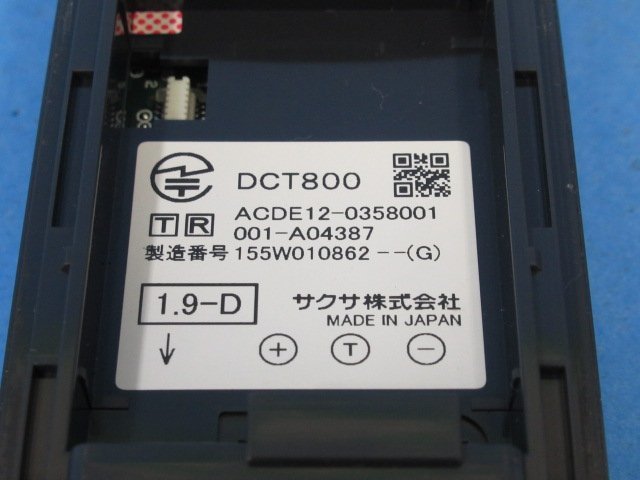 DCT800
T R ACDE12-0358001
001-A04387
製造番号 155W010862 --(G)
1.9-D サクサ株式会社
MADE IN JAPAN
↓ + T −